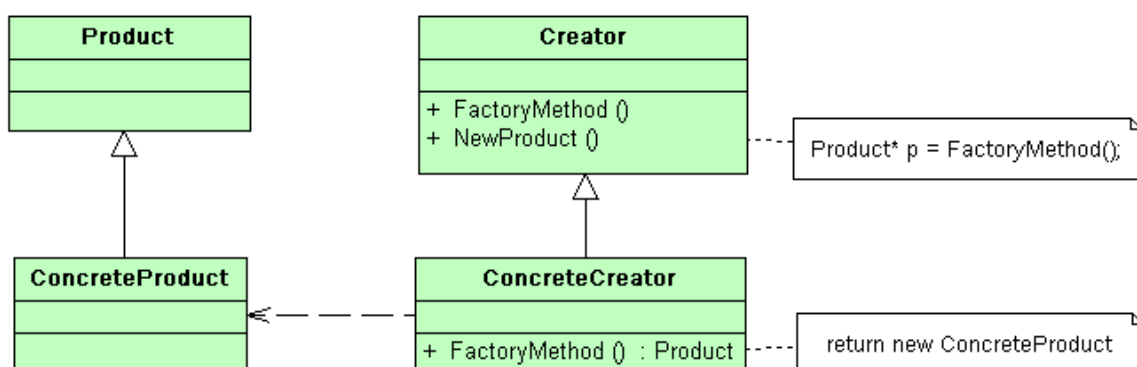 Product
Creator
+ FactoryMethod ()
+ NewProduct ()
Product* p = FactoryMethod();
ConcreteProduct
ConcreteCreator
+ FactoryMethod () : Product
return new ConcreteProduct